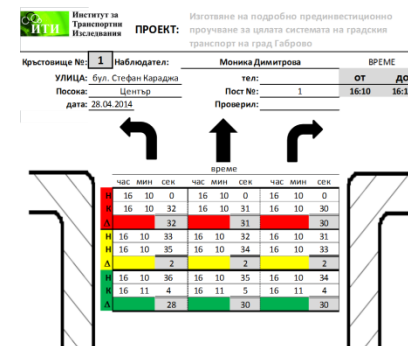 Институт за
Транспортни
Изследвания
ИТИ
ПРОЕКТ:
Изготвяне на подробно прединвестиционно
проучване за цялата системата на градския
транспорт на град Габрово
Кръстовище №: 1 Наблюдател: Моника Димитрова ВРЕМЕ
УЛИЦА: бул. Стефан Караджа тел: от до
Посока: Център Пост №: 1 16:10 16:1
дата: 28.04.2014 Проверил:
време
час мин сек час мин сек час мин сек
Н 16 10 0 16 10 0 16 10 0
К 16 10 32 16 10 31 16 10 30
Δ 32 31 30
Н 16 10 33 16 10 32 16 10 31
Н 16 10 35 16 10 34 16 10 33
Δ 2 2 2
Н 16 10 36 16 10 35 16 10 34
К 16 11 4 16 11 5 16 11 4
Δ 28 30 30